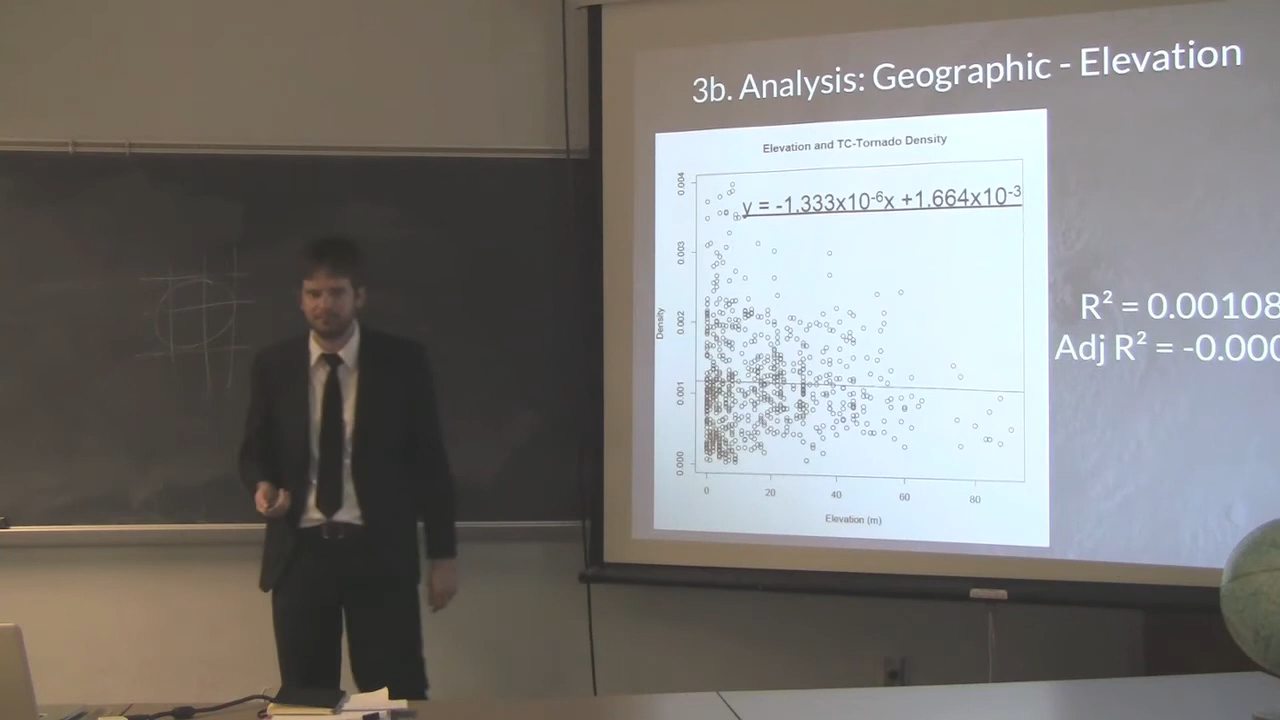 3b. Analysis: Geographic - Elevation
Elevation and TC-Tornado Density
y = -1.333x10⁻⁶x +1.664x10⁻³
0.004
0.003
0.002
0.001
0.000
Density
0 20 40 60 80
Elevation (m)
R² = 0.00108
Adj R² = -0.000